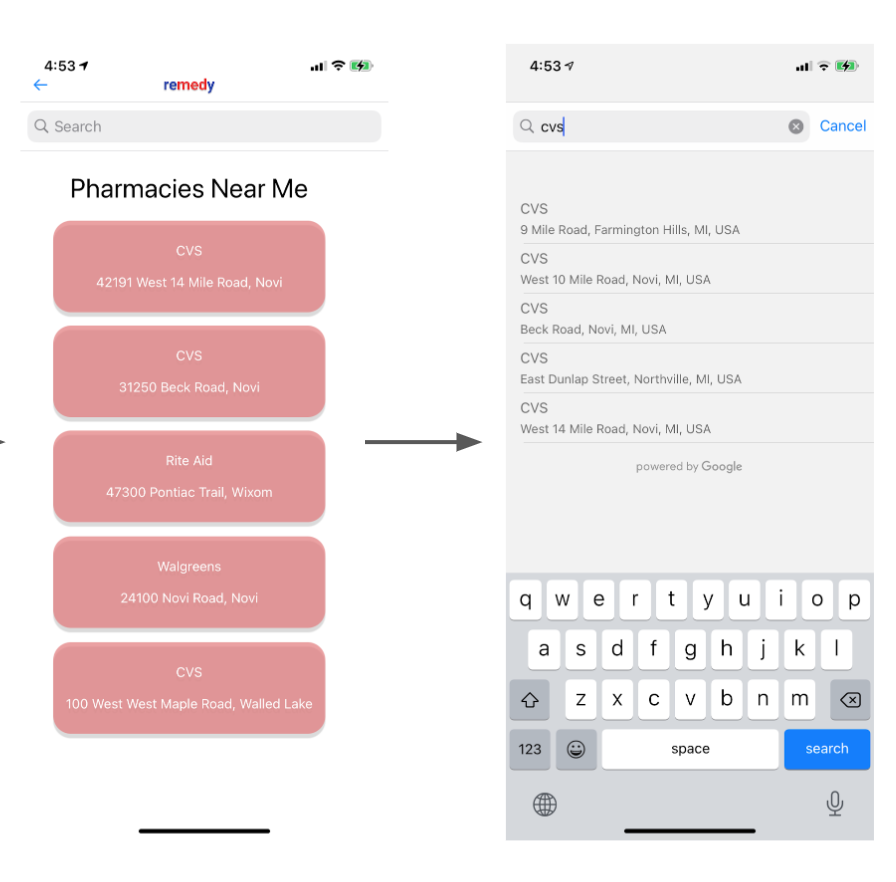 4:53
remedy
Search
Pharmacies Near Me
CVS
42191 West 14 Mile Road, Novi
CVS
31250 Beck Road, Novi
Rite Aid
47300 Pontiac Trail, Wixom
Walgreens
24100 Novi Road, Novi
CVS
100 West West Maple Road, Walled Lake
4:53
cvs Cancel
CVS
9 Mile Road, Farmington Hills, MI, USA
CVS
West 10 Mile Road, Novi, MI, USA
CVS
Beck Road, Novi, MI, USA
CVS
East Dunlap Street, Northville, MI, USA
CVS
West 14 Mile Road, Novi, MI, USA
powered by Google
q w e r t y u i o p
a s d f g h j k l
z x c v b n m
123 space search